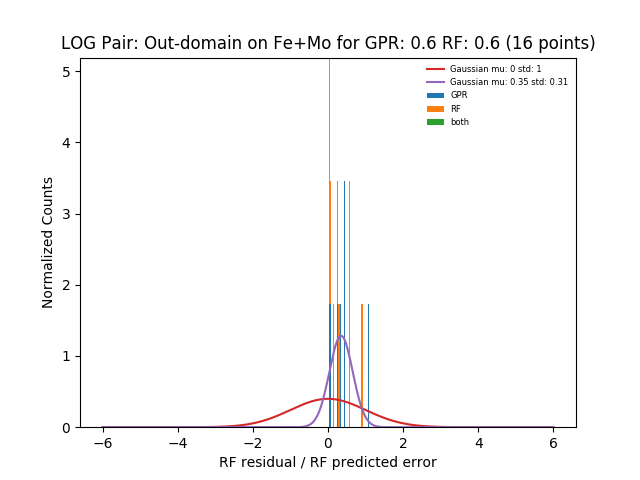 LOG Pair: Out-domain on Fe+Mo for GPR: 0.6 RF: 0.6 (16 points)
Gaussian mu: 0 std: 1
Gaussian mu: 0.35 std: 0.31
GPR
RF
both
Normalized Counts
5
4
3
2
1
0
−6 −4 −2 0 2 4 6
RF residual / RF predicted error